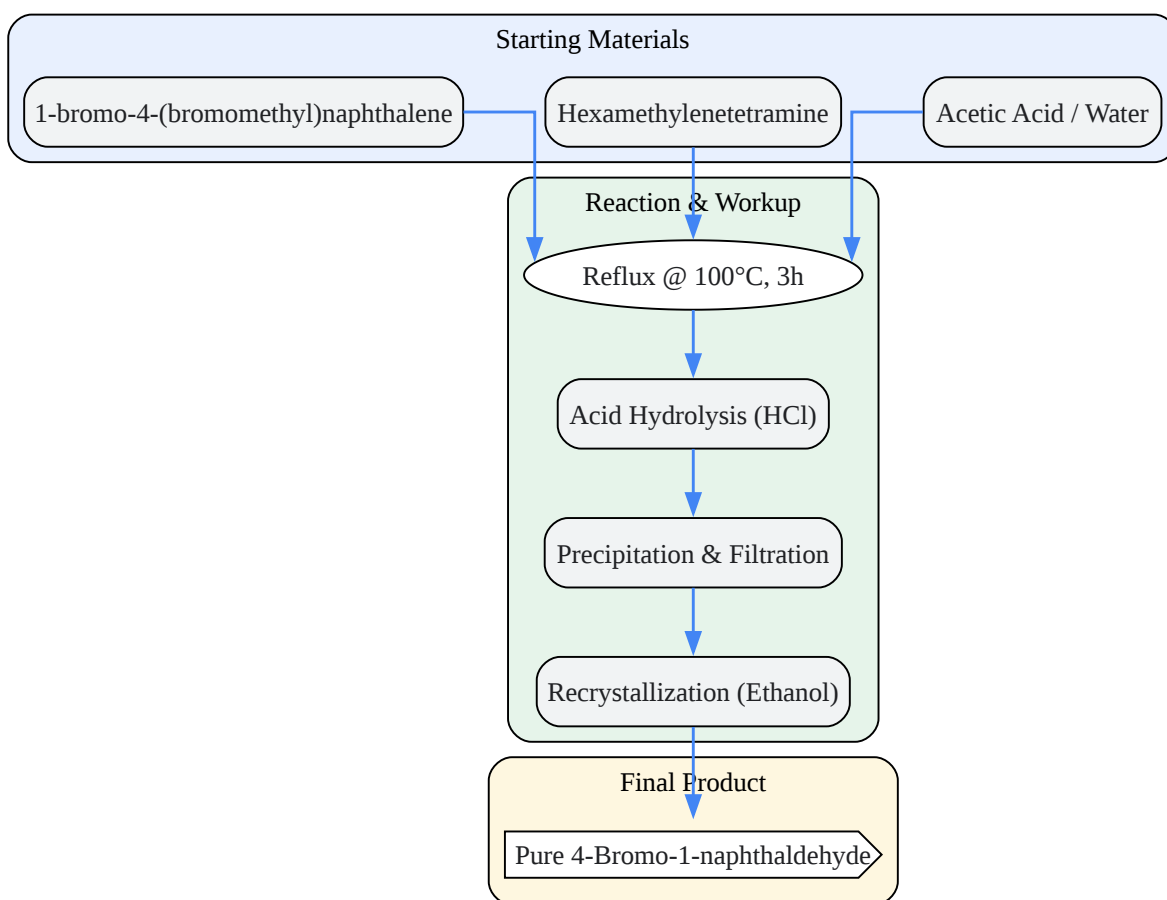 Starting Materials
1-bromo-4-(bromomethyl)naphthalene
Hexamethylenetetramine
Acetic Acid / Water
Reaction & Workup
Reflux @ 100°C, 3h
Acid Hydrolysis (HCl)
Precipitation & Filtration
Recrystallization (Ethanol)
Final Product
Pure 4-Bromo-1-naphthaldehyde